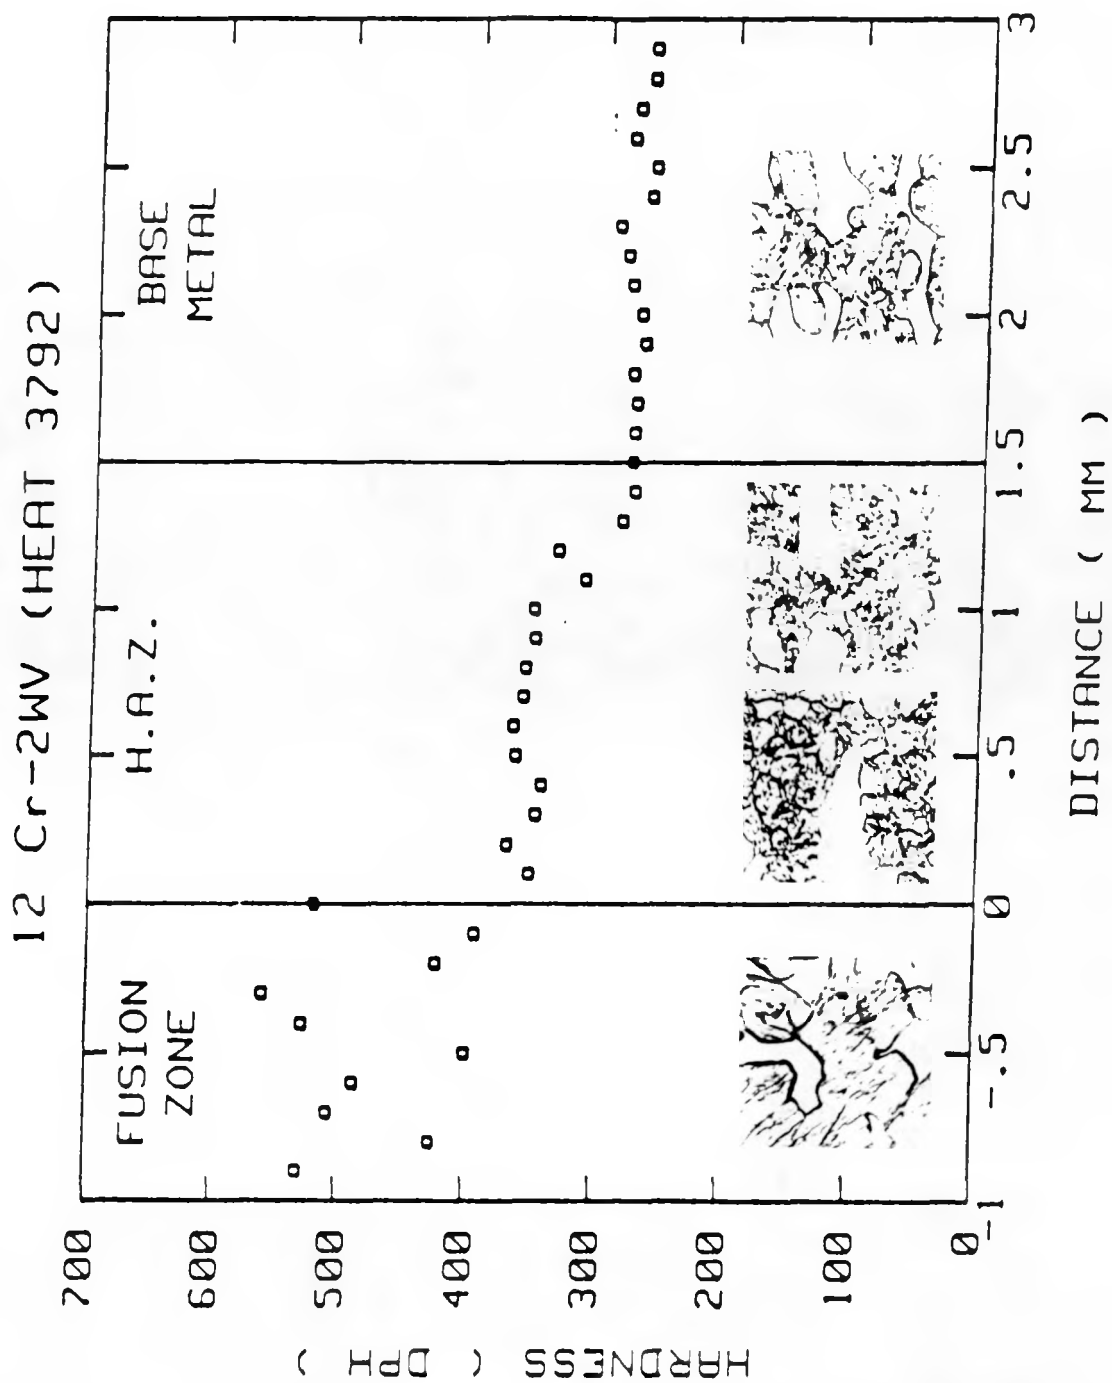 12 Cr-2WV (HEAT 3792)
FUSION
ZONE
H.A.Z.
BASE
METAL
HARDNESS ( DPH )
700
600
500
400
300
200
100
0
-1
-.5
0
.5
1
1.5
2
2.5
3
DISTANCE ( MM )